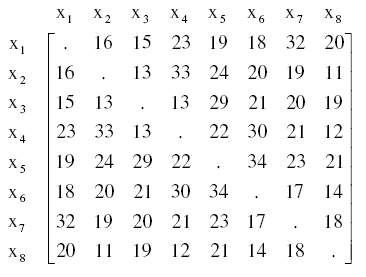 x₁ x₂ x₃ x₄ x₅ x₆ x₇ x₈
x₁ . 16 15 23 19 18 32 20
x₂ 16 . 13 33 24 20 19 11
x₃ 15 13 . 13 29 21 20 19
x₄ 23 33 13 . 22 30 21 12
x₅ 19 24 29 22 . 34 23 21
x₆ 18 20 21 30 34 . 17 14
x₇ 32 19 20 21 23 17 . 18
x₈ 20 11 19 12 21 14 18 .